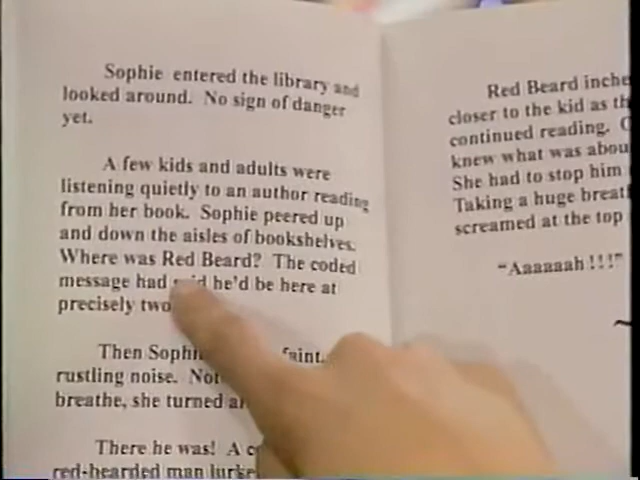 Sophie entered the library and
looked around. No sign of danger
yet.
A few kids and adults were
listening quietly to an author reading
from her book. Sophie peered up
and down the aisles of bookshelves.
Where was Red Beard? The coded
message had said he'd be here at
precisely two
Then Sophie faint.
rustling noise. Not
breathe, she turned
There he was! A
red-bearded man
Red Beard
closer to the kid as
continued reading.
knew what was
She had to stop him
Taking a huge
screamed at the top
"Aaaaaah !!!"
~